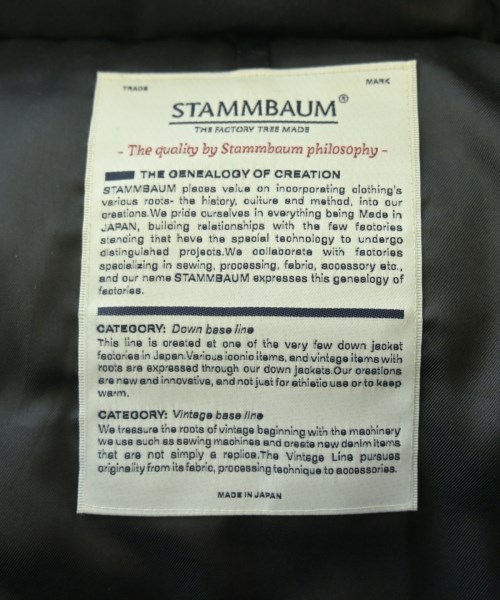 TRADE MARK
STAMMBAUM®
THE FACTORY TREE MADE
- The quality by Stammbaum philosophy -
THE GENEALOGY OF CREATION
STAMMBAUM pieces value on incorporating clothing's
various roots- the history, culture and method, into our
creations.We pride ourselves in everything being Made in
JAPAN, building relationships with the few factories
standing that have the special technology to undergo
distinguished projects.We collaborate with factories
specializing in sewing, processing, fabric, accessory etc.,
and our name STAMMBAUM expresses this genealogy of
factories.
CATEGORY: Down base line
This line is created at one of the very few down jacket
factories in Japan.Various iconic items, and vintage items with
roots are expressed through our down jackets.Our creations
are new and innovative, and not just for athletic use or to keep
warm.
CATEGORY: Vintage base line
We treasure the roots of vintage beginning with the machinery
we use such as sewing machines and create new denim items
that are not simply a replica.The Vintage Line pursues
originality from its fabric, processing technique to accessories.
MADE IN JAPAN